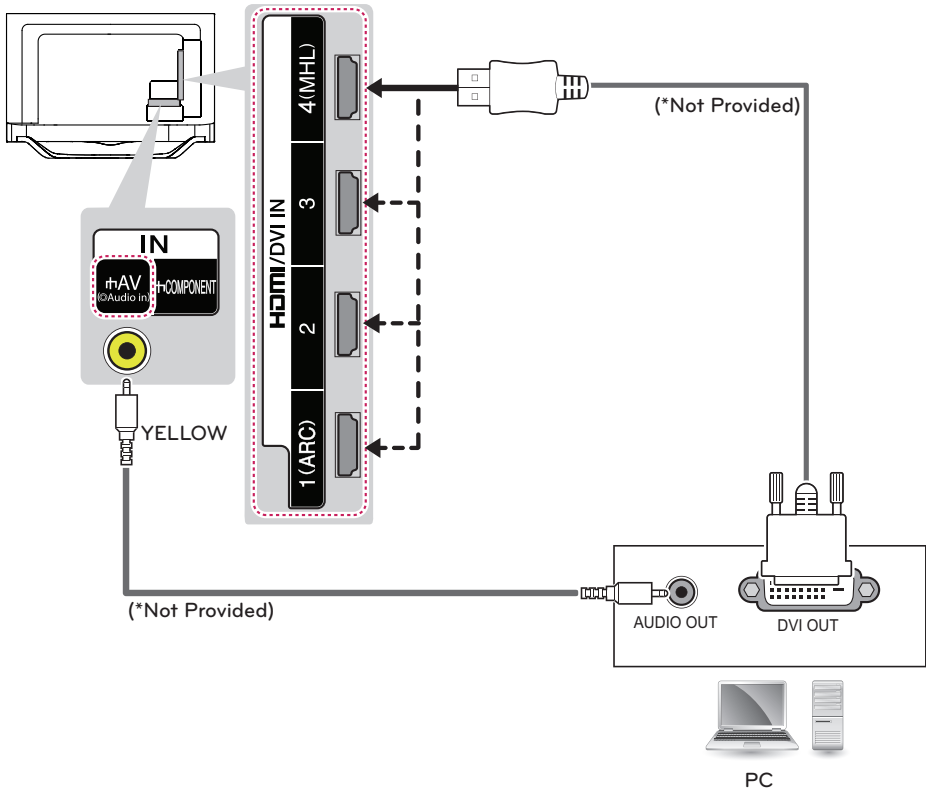 4(MHL)
3
2
1(ARC)
HDMI/DVI IN
(*Not Provided)
IN
AV
(Audio in)
COMPONENT
YELLOW
(*Not Provided)
AUDIO OUT
DVI OUT
PC